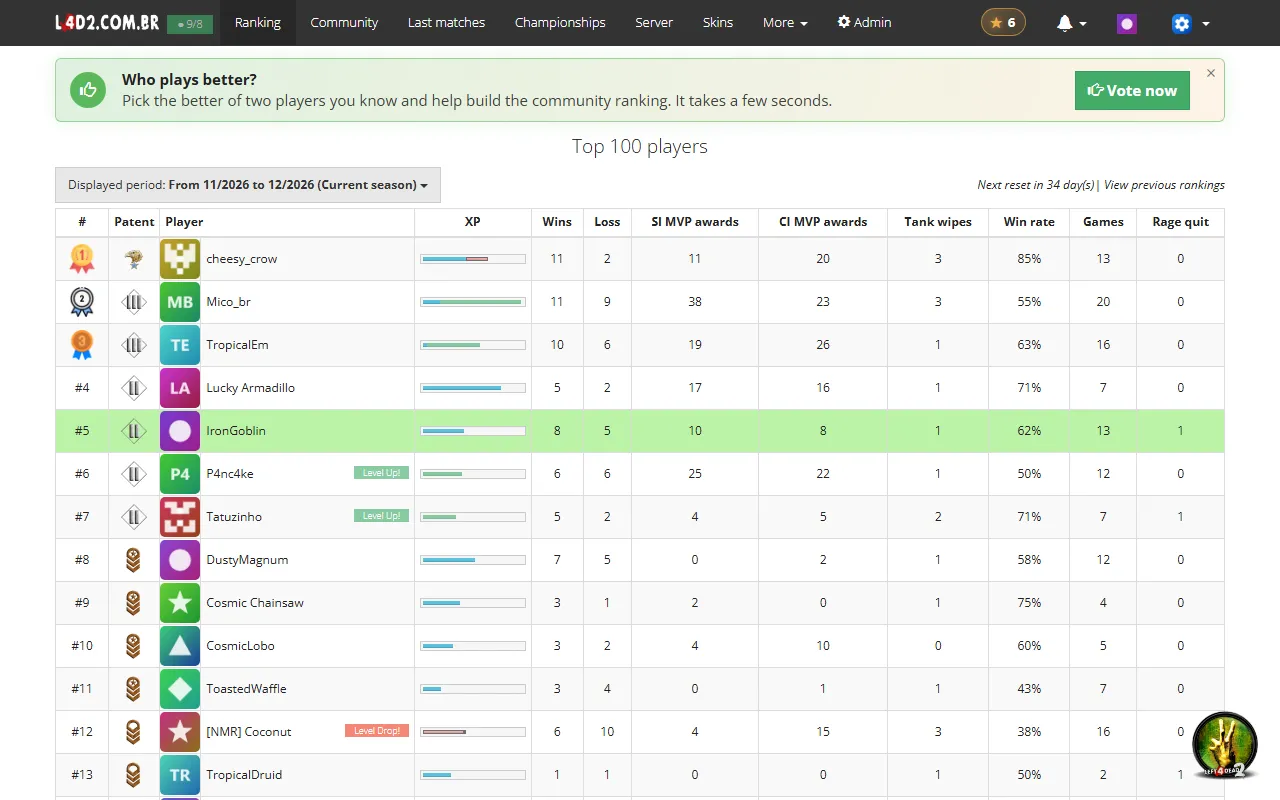 L4D2.COM.BR
9/8
Ranking
Community
Last matches
Championships
Server
Skins
More
Admin
6
Who plays better?
Pick the better of two players you know and help build the community ranking. It takes a few seconds.
Vote now
×
Top 100 players
Displayed period: From 11/2026 to 12/2026 (Current season)
Next reset in 34 day(s)| View previous rankings
# Patent Player XP Wins Loss SI MVP awards CI MVP awards Tank wipes Win rate Games Rage quit
1 cheesy_crow 11 2 11 20 3 85% 13 0
2 MB Mico_br 11 9 38 23 3 55% 20 0
3 TE TropicalEm 10 6 19 26 1 63% 16 0
#4 LA Lucky Armadillo 5 2 17 16 1 71% 7 0
#5 IronGoblin 8 5 10 8 1 62% 13 1
#6 P4 P4nc4ke Level Up! 6 6 25 22 1 50% 12 0
#7 Tatuzinho Level Up! 5 2 4 5 2 71% 7 1
#8 DustyMagnum 7 5 0 2 1 58% 12 0
#9 Cosmic Chainsaw 3 1 2 0 1 75% 4 0
#10 CosmicLobo 3 2 4 10 0 60% 5 0
#11 ToastedWaffle 3 4 0 1 1 43% 7 0
#12 [NMR] Coconut Level Drop! 6 10 4 15 3 38% 16 0
#13 TR TropicalDruid 1 1 0 0 1 50% 2 1
LEFT 4 DEAD 2